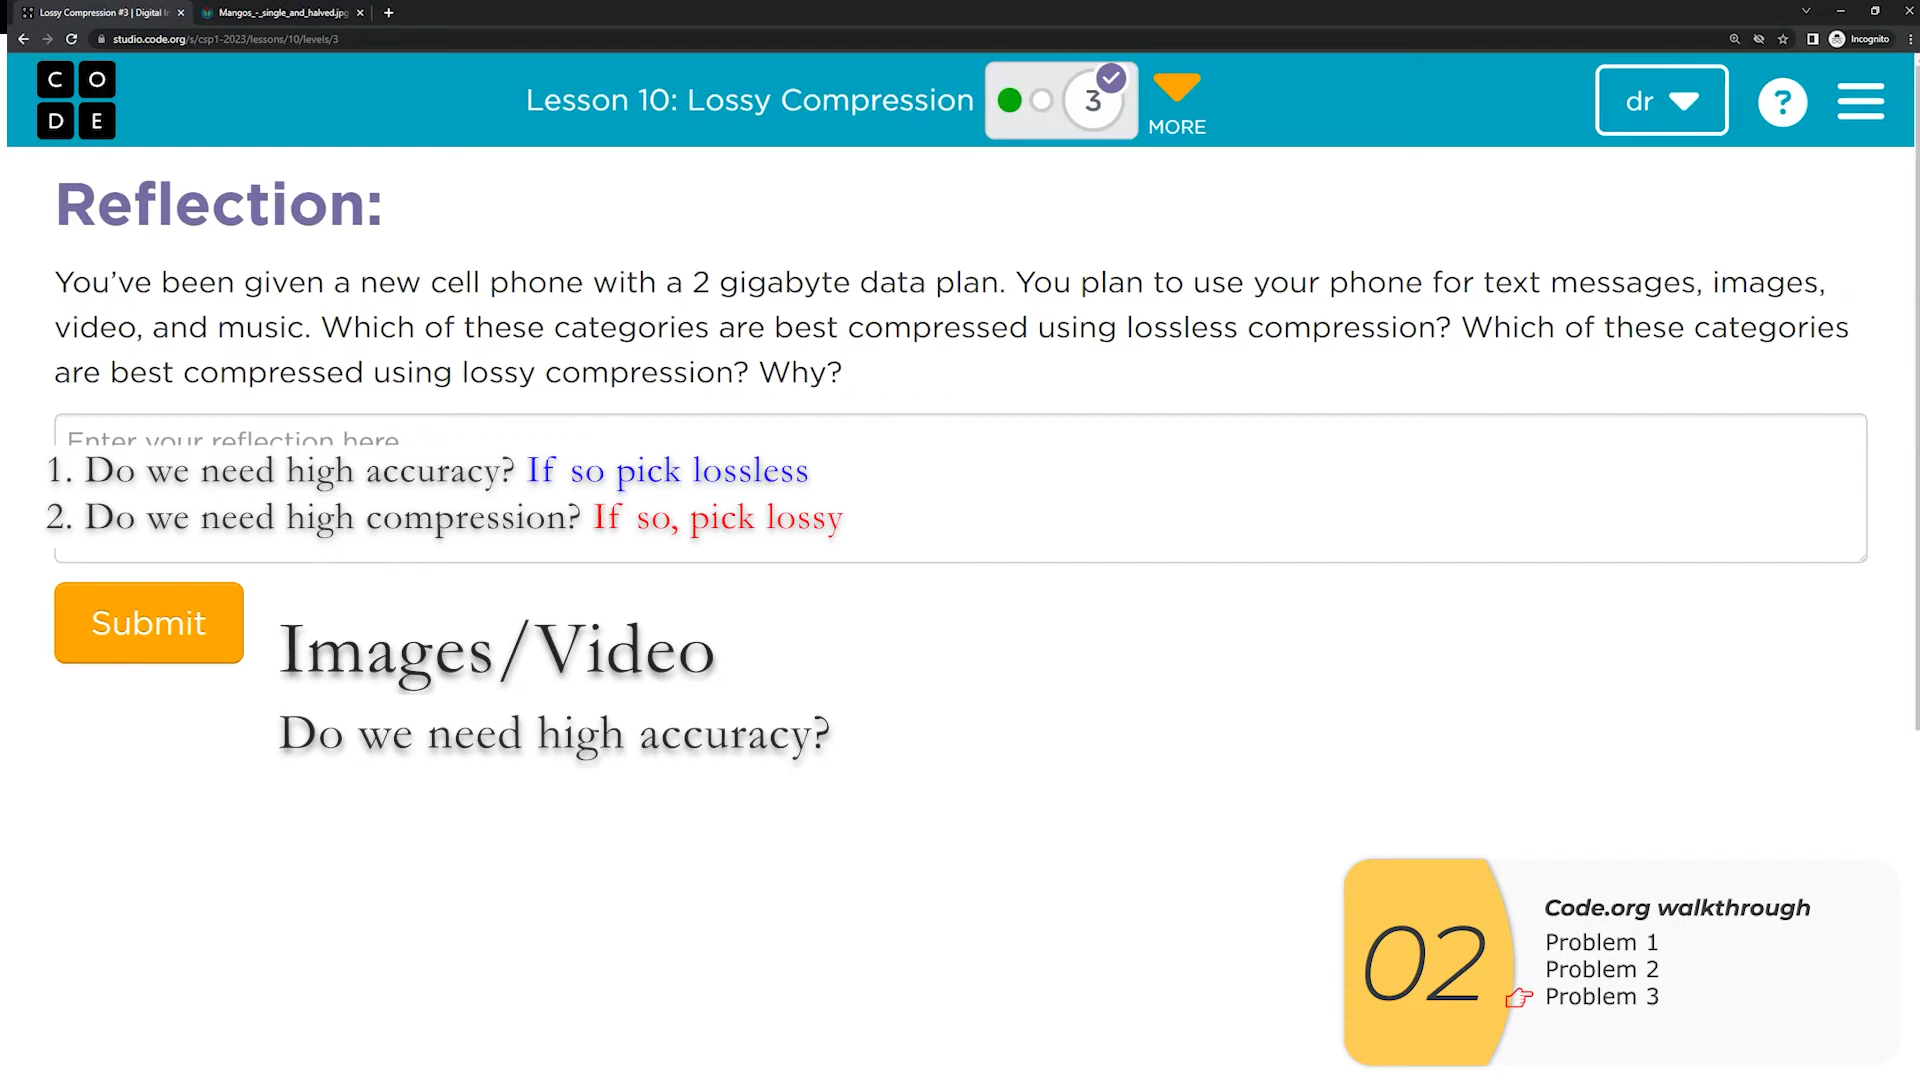 Lossy Compression #3 | Digital I
Mangos_-_single_and_halved.jpg
studio.code.org/s/csp1-2023/lessons/10/levels/3
Incognito
C O
D E
Lesson 10: Lossy Compression
3
MORE
dr
?
Reflection:
You’ve been given a new cell phone with a 2 gigabyte data plan. You plan to use your phone for text messages, images,
video, and music. Which of these categories are best compressed using lossless compression? Which of these categories
are best compressed using lossy compression? Why?
Enter your reflection here
1. Do we need high accuracy? If so pick lossless
2. Do we need high compression? If so, pick lossy
Submit
Images/Video
Do we need high accuracy?
02
Code.org walkthrough
Problem 1
Problem 2
Problem 3